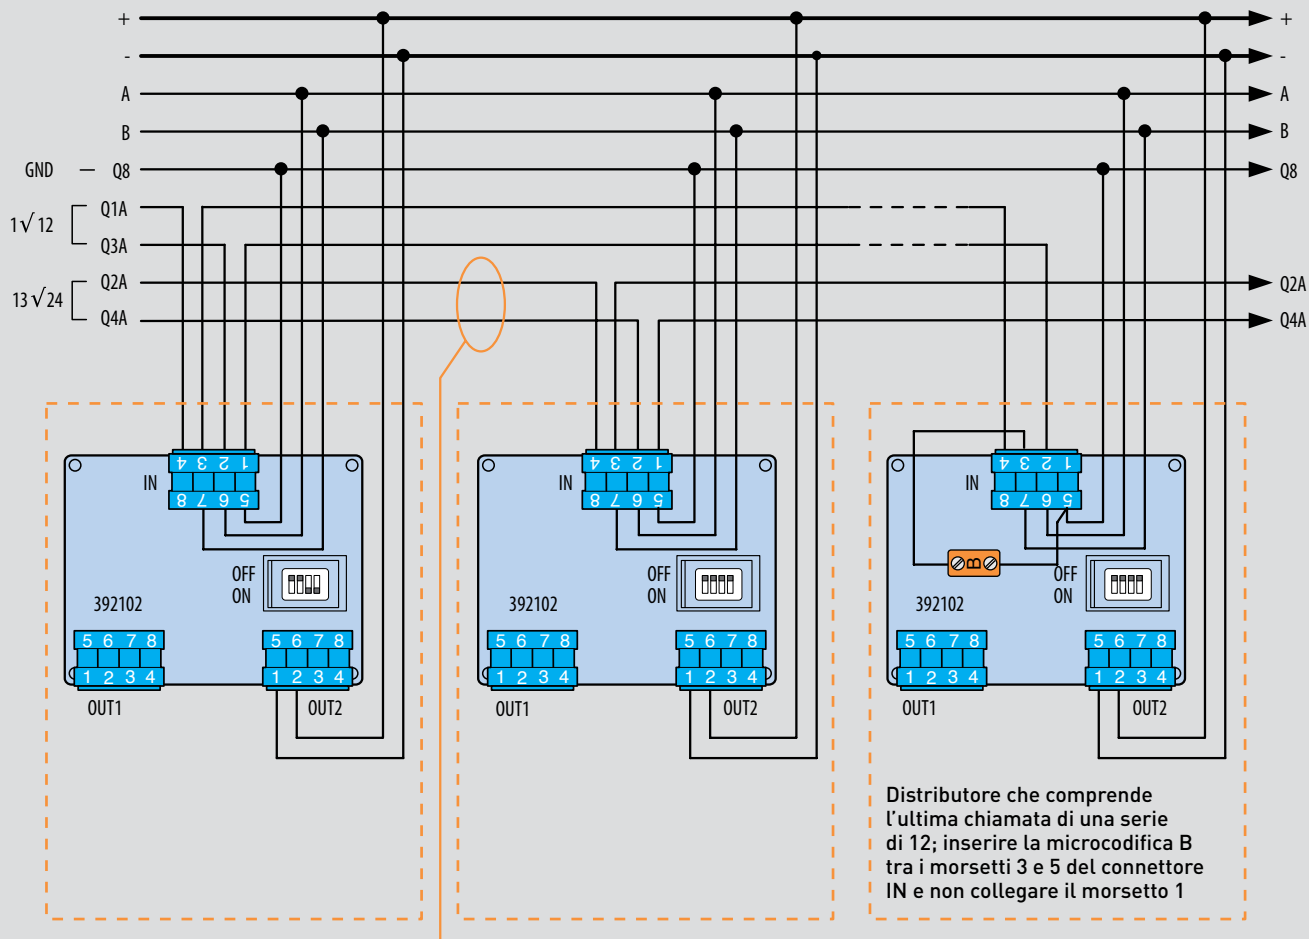 + +
- -
A A
B B
GND — Q8 Q8
1√12
Q1A
Q3A
13√24
Q2A Q2A
Q4A Q4A
4 3 2 1
IN
8 7 6 5
OFF
ON
392102
5 6 7 8
1 2 3 4
OUT1
5 6 7 8
1 2 3 4
OUT2
4 3 2 1
IN
8 7 6 5
OFF
ON
392102
5 6 7 8
1 2 3 4
OUT1
5 6 7 8
1 2 3 4
OUT2
4 3 2 1
IN
8 7 6 5
B
OFF
ON
392102
5 6 7 8
1 2 3 4
OUT1
5 6 7 8
1 2 3 4
OUT2
Distributore che comprende
l’ultima chiamata di una serie
di 12; inserire la microcodifica B
tra i morsetti 3 e 5 del connettore
IN e non collegare il morsetto 1